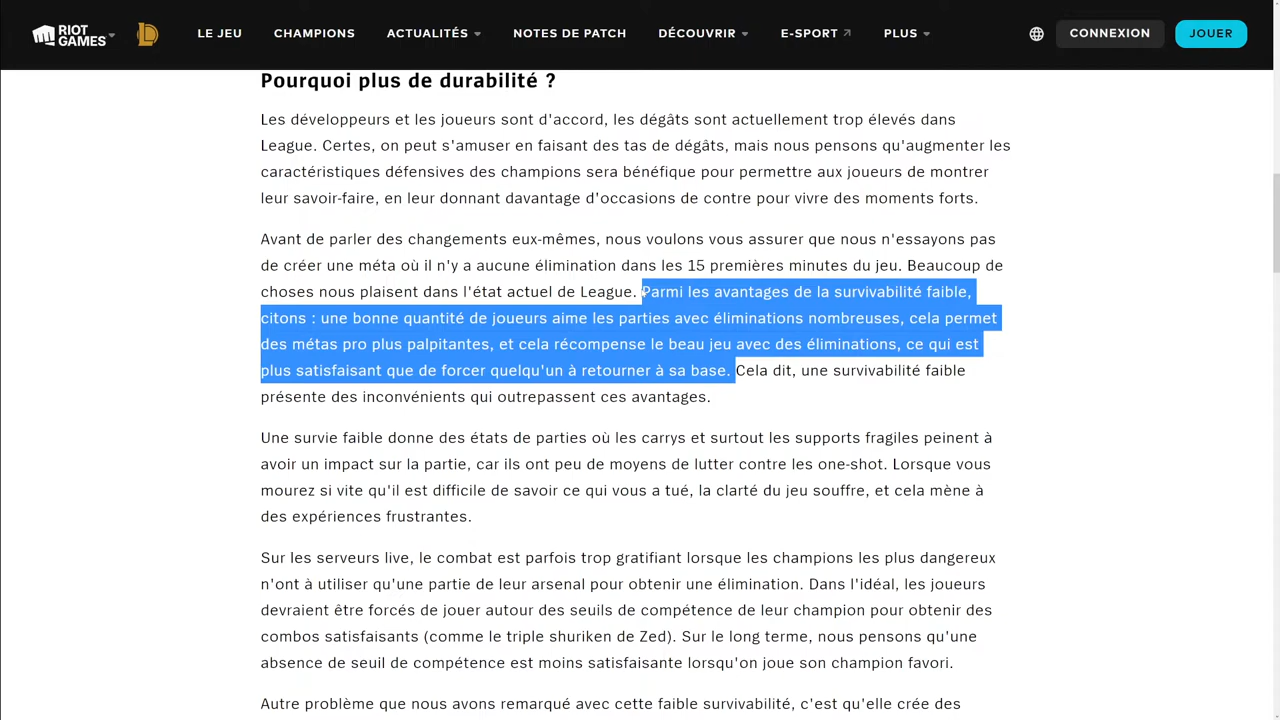 RIOT GAMES LE JEU CHAMPIONS ACTUALITÉS NOTES DE PATCH DÉCOUVRIR E-SPORT PLUS CONNEXION JOUER
Pourquoi plus de durabilité ?
Les développeurs et les joueurs sont d'accord, les dégâts sont actuellement trop élevés dans
League. Certes, on peut s'amuser en faisant des tas de dégâts, mais nous pensons qu'augmenter les
caractéristiques défensives des champions sera bénéfique pour permettre aux joueurs de montrer
leur savoir-faire, en leur donnant davantage d'occasions de contre pour vivre des moments forts.
Avant de parler des changements eux-mêmes, nous voulons vous assurer que nous n'essayons pas
de créer une méta où il n'y a aucune élimination dans les 15 premières minutes du jeu. Beaucoup de
choses nous plaisent dans l'état actuel de League. Parmi les avantages de la survivabilité faible,
citons : une bonne quantité de joueurs aime les parties avec éliminations nombreuses, cela permet
des métas pro plus palpitantes, et cela récompense le beau jeu avec des éliminations, ce qui est
plus satisfaisant que de forcer quelqu'un à retourner à sa base. Cela dit, une survivabilité faible
présente des inconvénients qui outrepassent ces avantages.
Une survie faible donne des états de parties où les carrys et surtout les supports fragiles peinent à
avoir un impact sur la partie, car ils ont peu de moyens de lutter contre les one-shot. Lorsque vous
mourez si vite qu'il est difficile de savoir ce qui vous a tué, la clarté du jeu souffre, et cela mène à
des expériences frustrantes.
Sur les serveurs live, le combat est parfois trop gratifiant lorsque les champions les plus dangereux
n'ont à utiliser qu'une partie de leur arsenal pour obtenir une élimination. Dans l'idéal, les joueurs
devraient être forcés de jouer autour des seuils de compétence de leur champion pour obtenir des
combos satisfaisants (comme le triple shuriken de Zed). Sur le long terme, nous pensons qu'une
absence de seuil de compétence est moins satisfaisante lorsqu'on joue son champion favori.
Autre problème que nous avons remarqué avec cette faible survivabilité, c'est qu'elle crée des